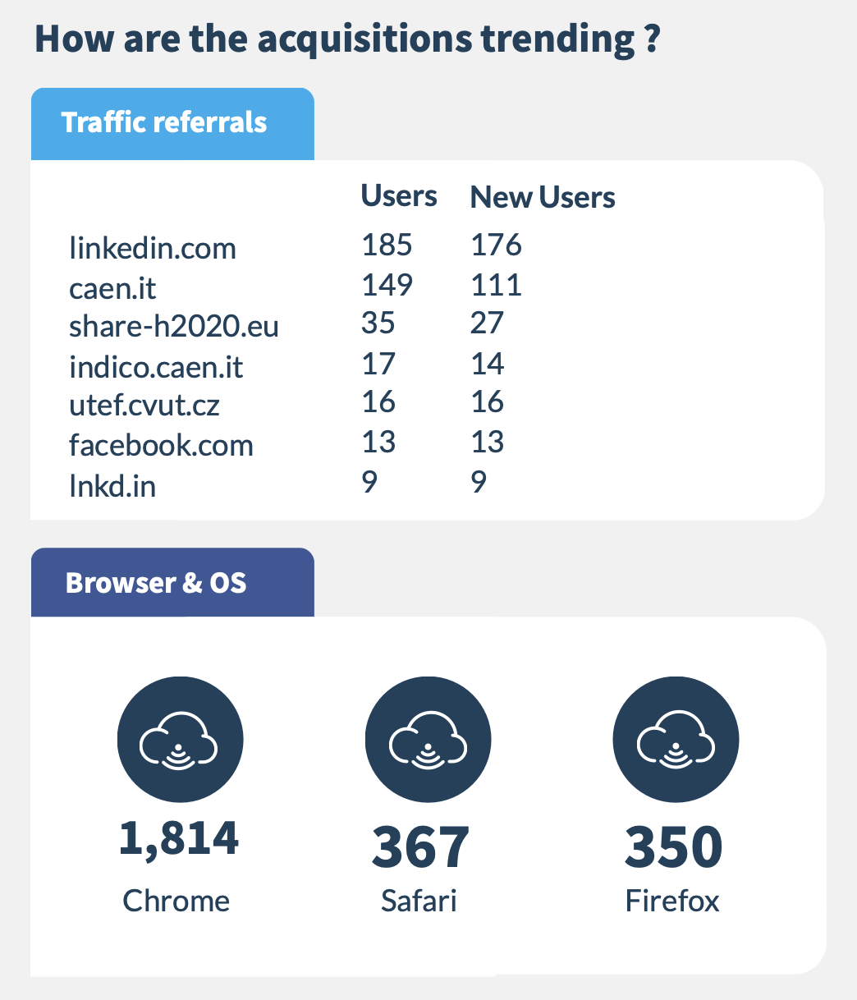 How are the acquisitions trending ?
Traffic referrals
Users New Users
linkedin.com 185 176
caen.it 149 111
share-h2020.eu 35 27
indico.caen.it 17 14
utef.cvut.cz 16 16
facebook.com 13 13
lnkd.in 9 9
Browser & OS
1,814 367 350
Chrome Safari Firefox